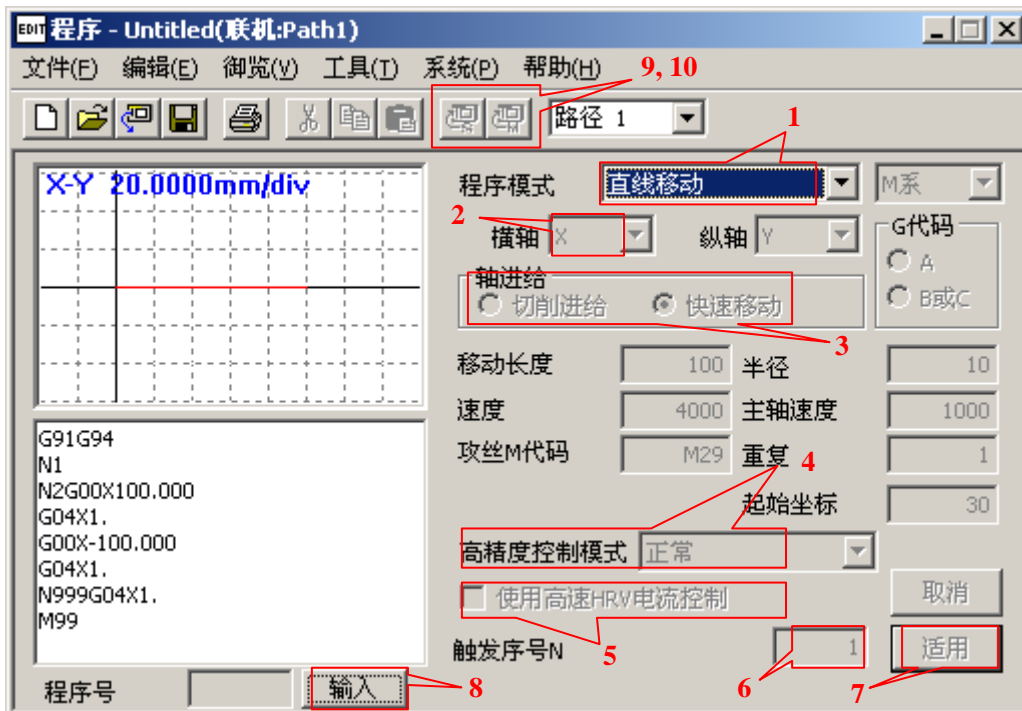 EDIT 程序 - Untitled(联机:Path1)
文件(F) 编辑(E) 御览(V) 工具(T) 系统(P) 帮助(H) 9, 10
路径 1
1
X-Y 20.0000mm/div
程序模式 直线移动 M系
2
横轴 X 纵轴 Y
G代码
A
B或C
轴进给
切削进给 快速移动
3
移动长度 100 半径 10
速度 4000 主轴速度 1000
攻丝M代码 M29 重复 1
4
起始坐标 30
高精度控制模式 正常
使用高速HRV电流控制
5
取消
触发序号N 1 适用
6
7
G91G94
N1
N2G00X100.000
G04X1.
G00X-100.000
G04X1.
N999G04X1.
M99
程序号 输入 8